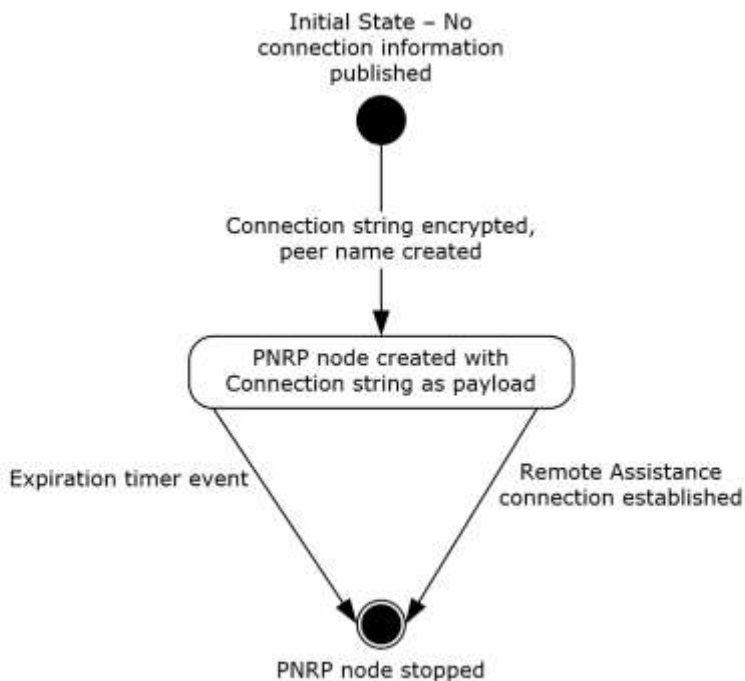 Initial State – No
connection information
published
Connection string encrypted,
peer name created
PNRP node created with
Connection string as payload
Expiration timer event
Remote Assistance
connection established
PNRP node stopped